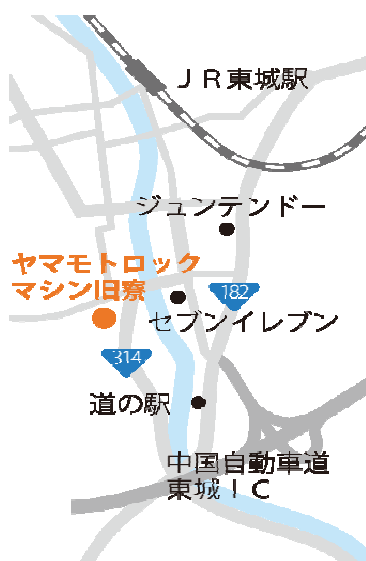 ＪＲ東城駅
ジュンテンドー
ヤマモトロック
マシン旧寮
182
セブンイレブン
314
道の駅
中国自動車道
東城ＩＣ